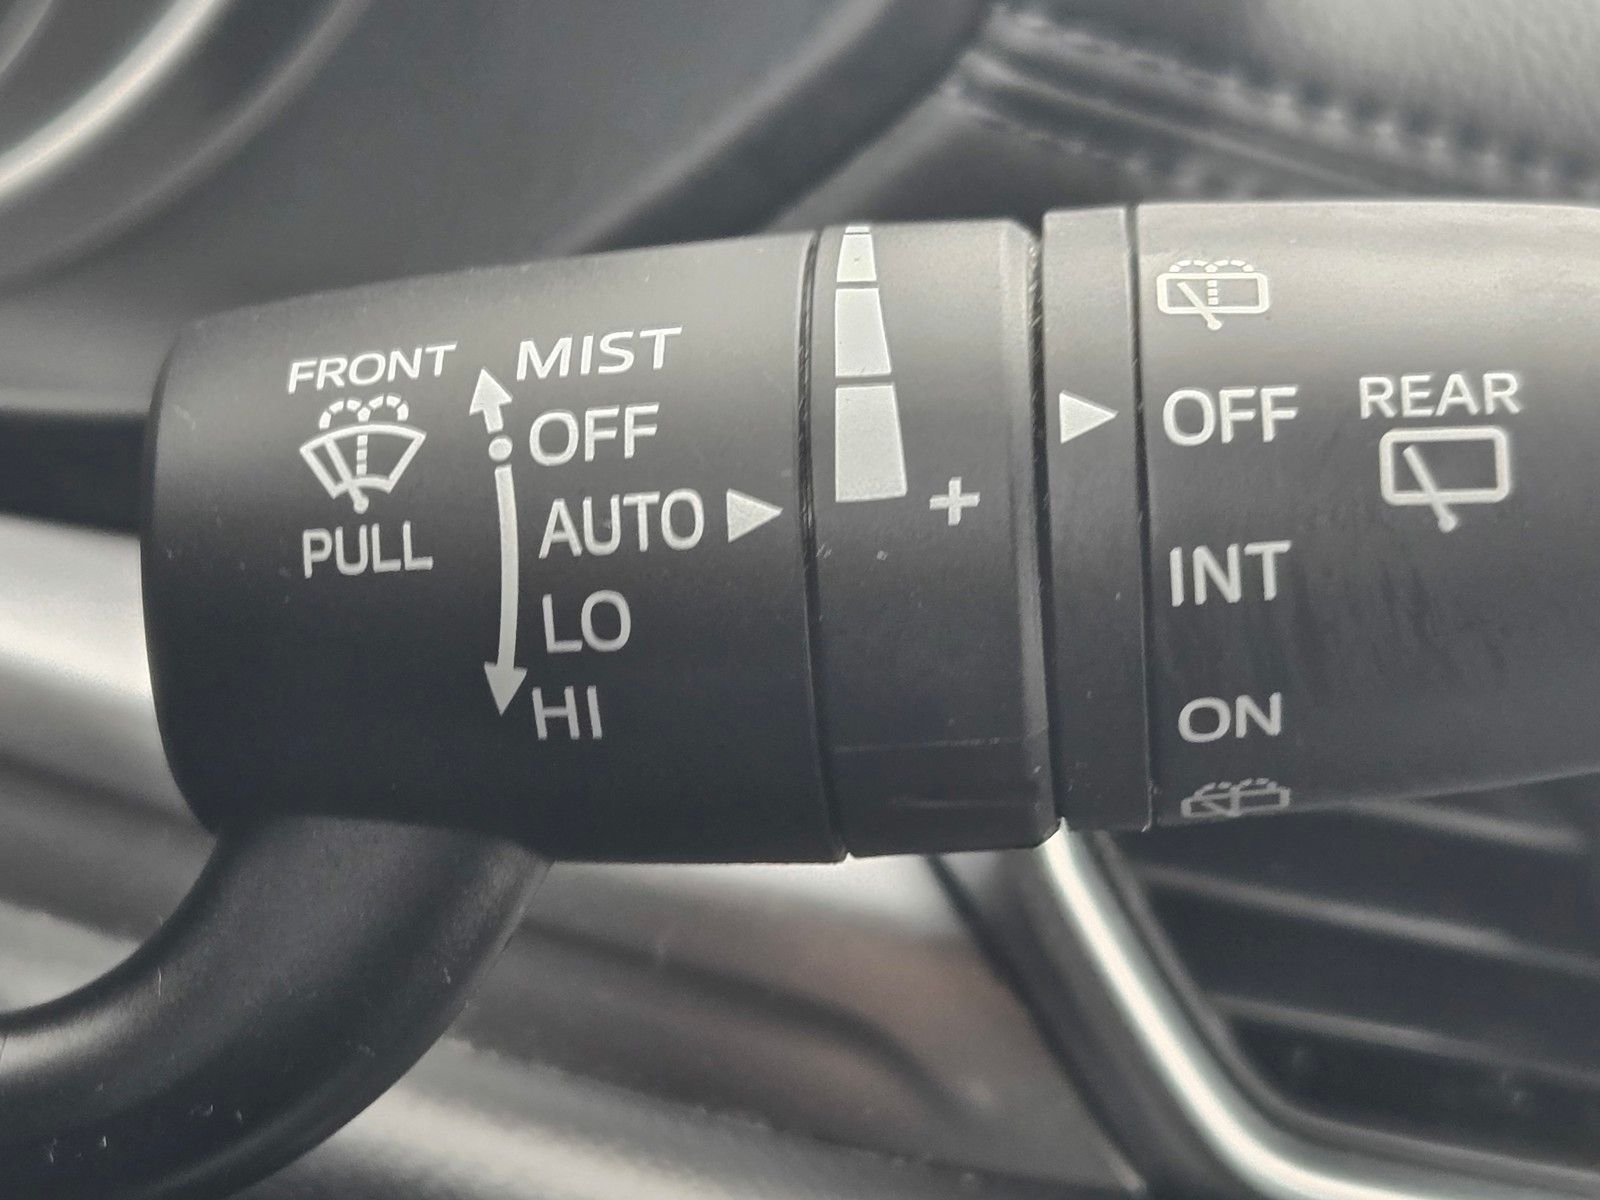 FRONT
PULL
MIST
OFF
AUTO
LO
HI
+
OFF
INT
ON
REAR